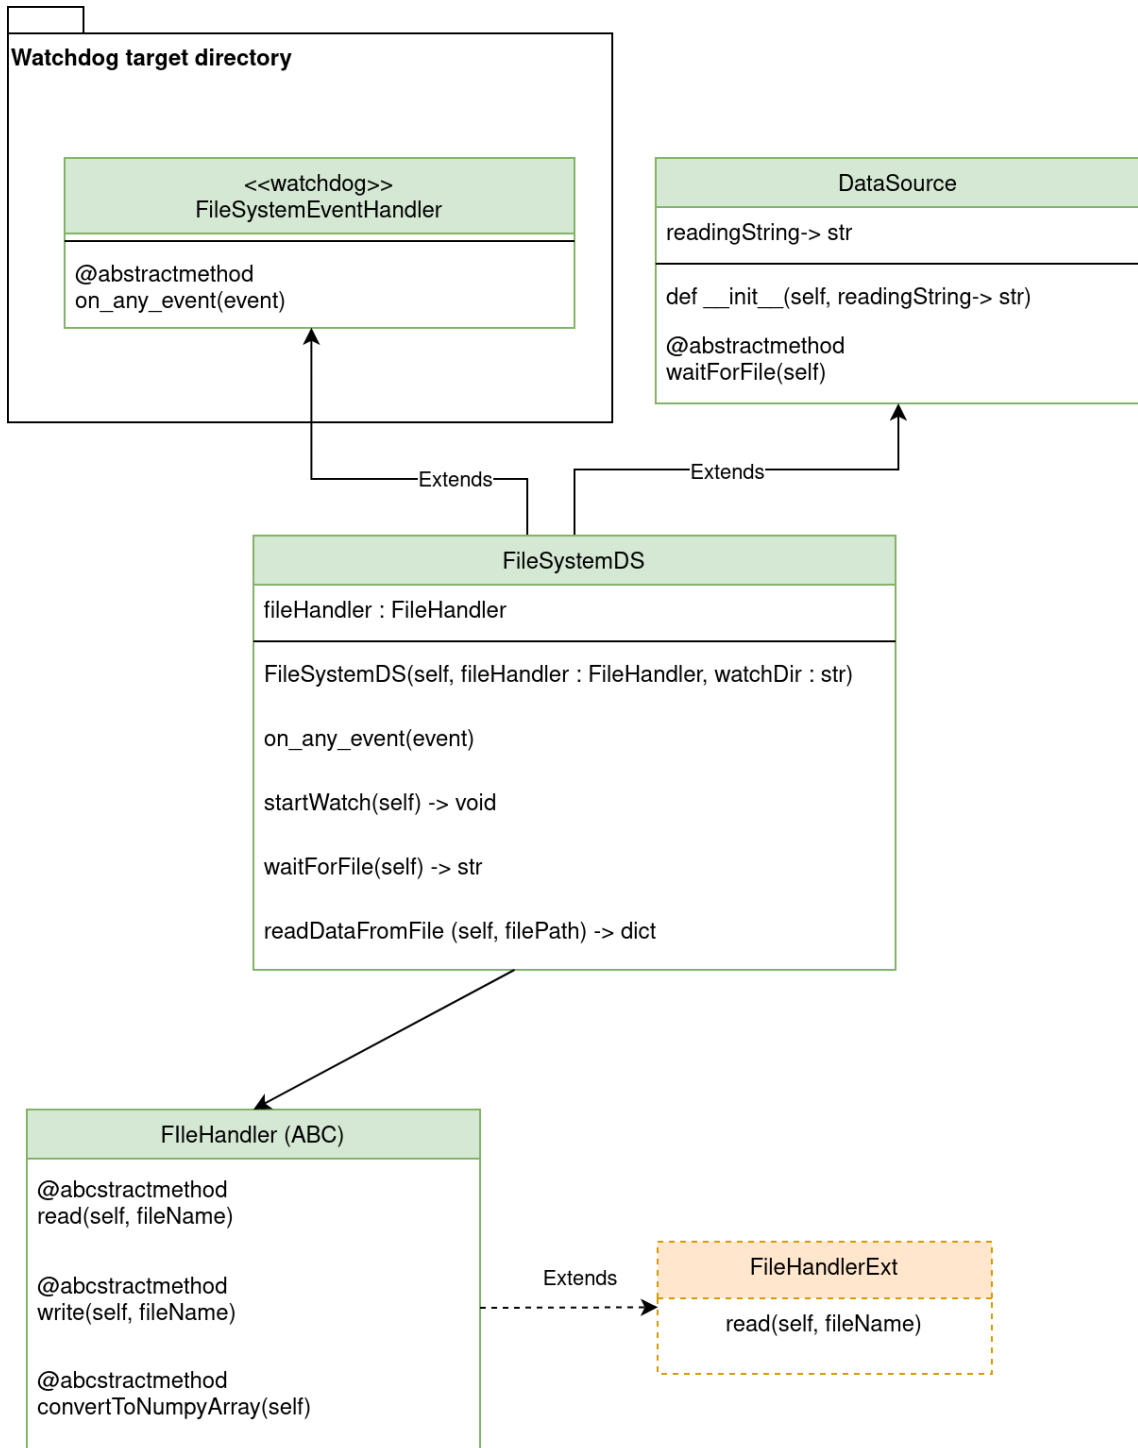 Watchdog target directory
<<watchdog>>
FileSystemEventHandler
@abstractmethod
on_any_event(event)
DataSource
readingString-> str
def __init__(self, readingString-> str)
@abstractmethod
waitForFile(self)
Extends
Extends
FileSystemDS
fileHandler : FileHandler
FileSystemDS(self, fileHandler : FileHandler, watchDir : str)
on_any_event(event)
startWatch(self) -> void
waitForFile(self) -> str
readDataFromFile (self, filePath) -> dict
FIleHandler (ABC)
@abcstractmethod
read(self, fileName)
@abcstractmethod
write(self, fileName)
@abcstractmethod
convertToNumpyArray(self)
Extends
FileHandlerExt
read(self, fileName)